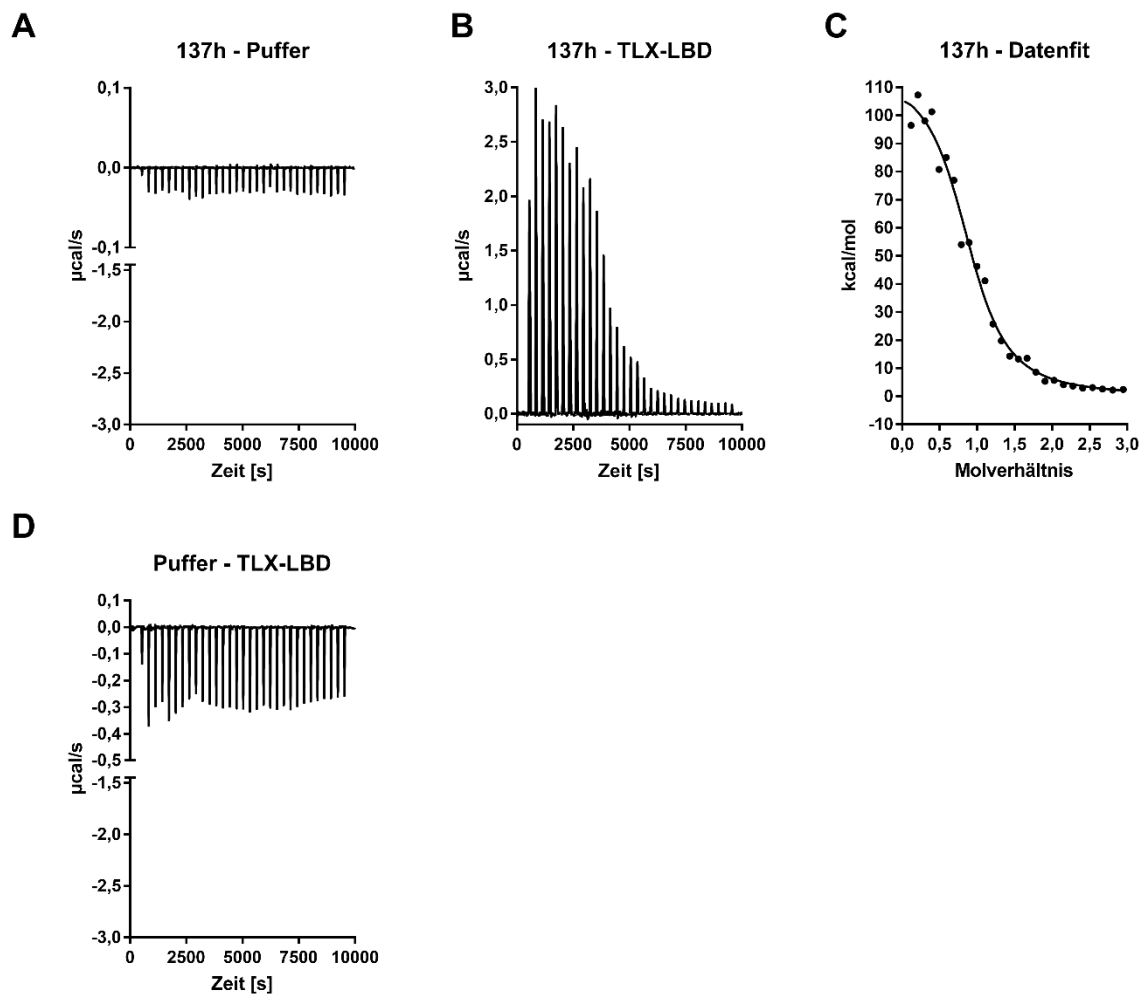 A
137h - Puffer
0,1
0,0
-0,1
-1,5
-2,0
-2,5
-3,0
µcal/s
0 2500 5000 7500 10000
Zeit [s]
B
137h - TLX-LBD
3,0
2,5
2,0
1,5
1,0
0,5
0,0
µcal/s
0 2500 5000 7500 10000
Zeit [s]
C
137h - Datenfit
110
100
90
80
70
60
50
40
30
20
10
0
-10
kcal/mol
0,0 0,5 1,0 1,5 2,0 2,5 3,0
Molverhältnis
D
Puffer - TLX-LBD
0,1
0,0
-0,1
-0,2
-0,3
-0,4
-0,5
-1,5
-2,0
-2,5
-3,0
µcal/s
0 2500 5000 7500 10000
Zeit [s]